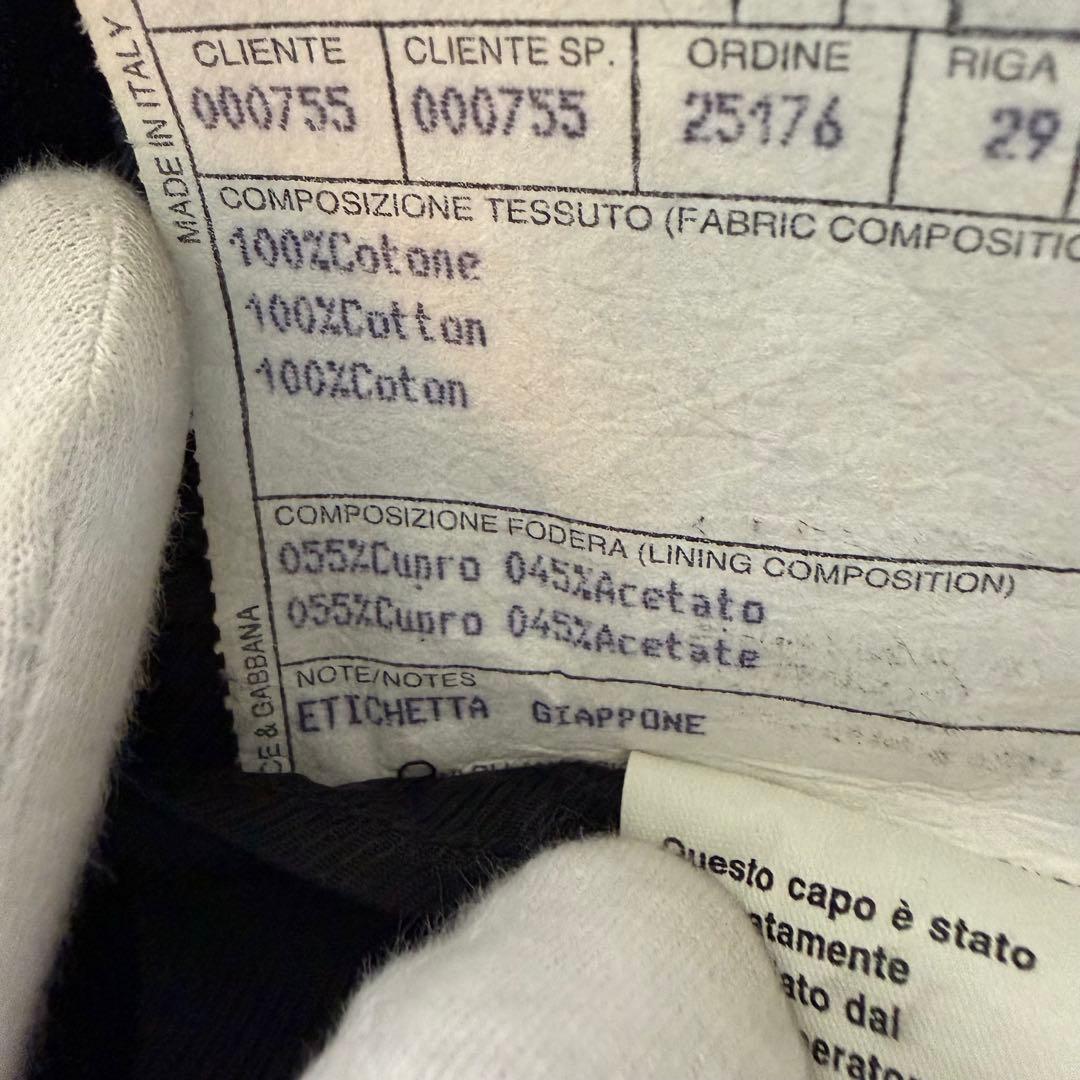 MADE IN ITALY
CLIENTE CLIENTE SP. ORDINE RIGA
000755 000755 25176 29
COMPOSIZIONE TESSUTO (FABRIC COMPOSITIO
100%Cotone
100%Cotton
100%Coton
COMPOSIZIONE FODERA (LINING COMPOSITION)
055%Cupro 045%Acetato
055%Cupro 045%Acetate
NOTE/NOTES
ETICHETTA GIAPPONE
CE & GABBANA
Questo capo è stato
atamente
ato dal
erato